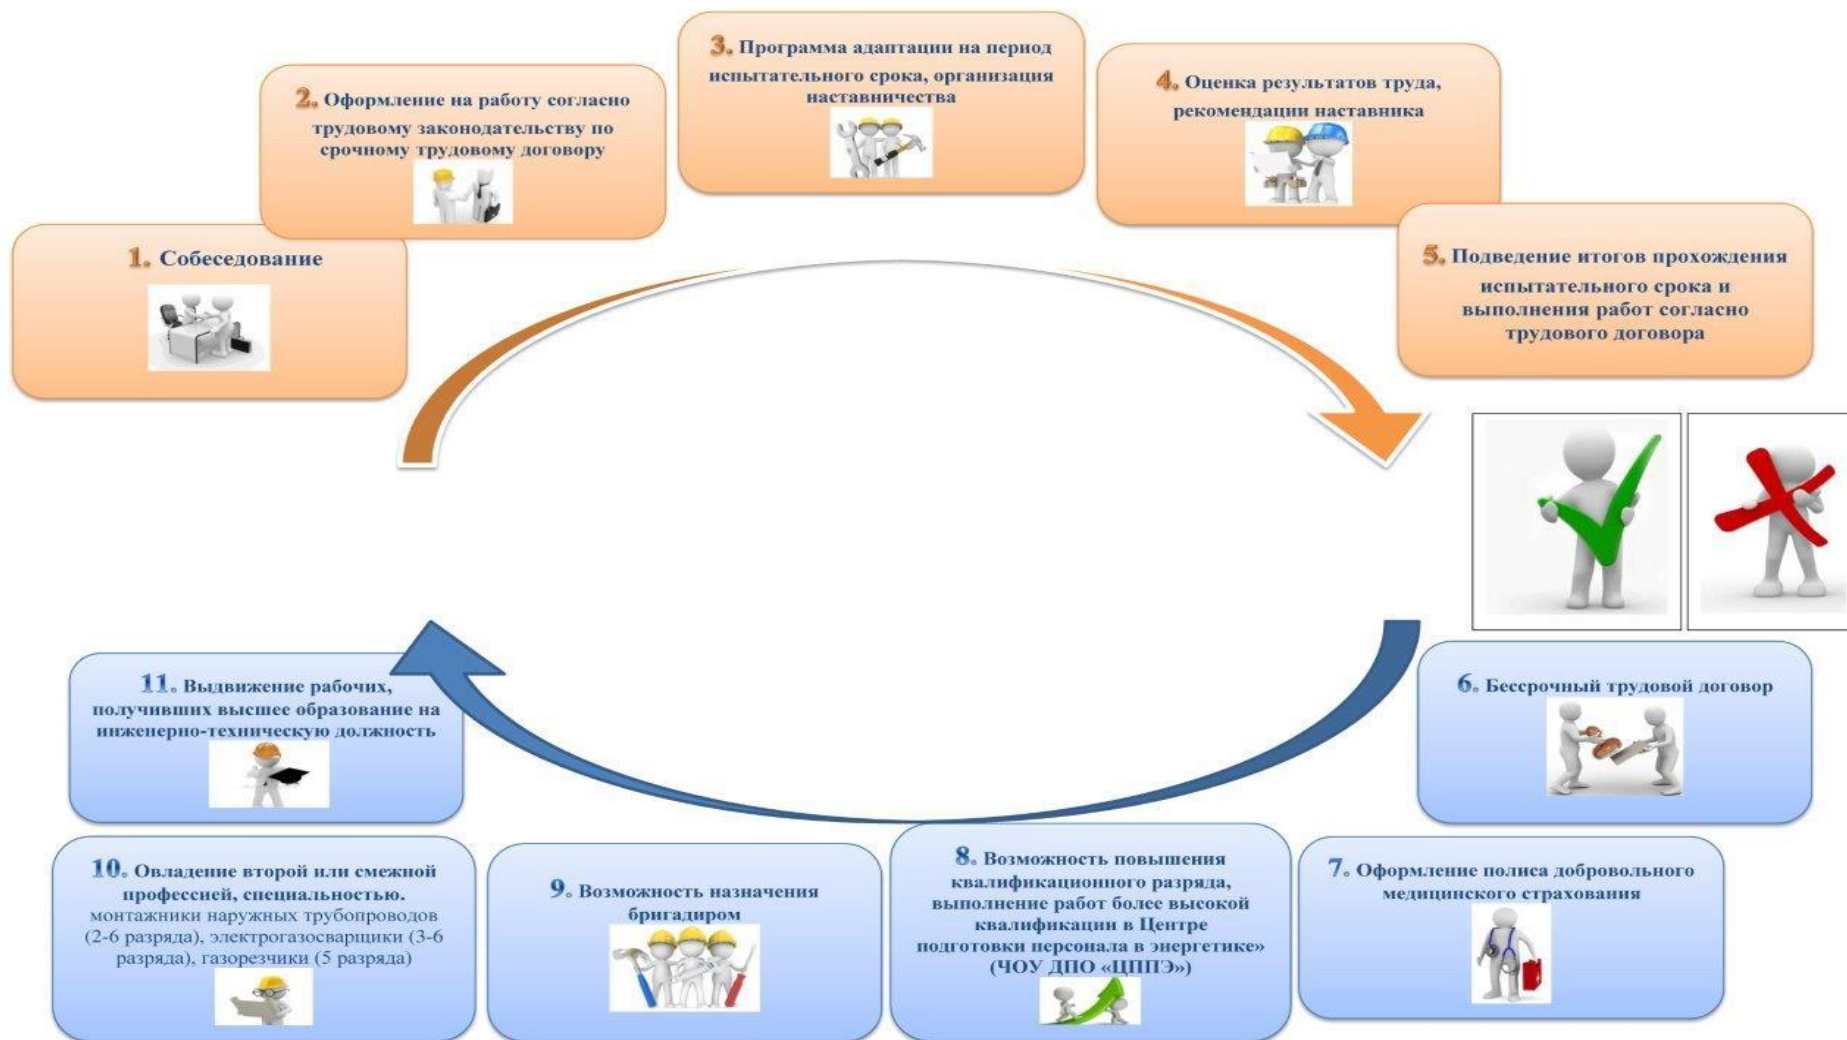 1. Собеседование
2. Оформление на работу согласно
трудовому законодательству по
срочному трудовому договору
3. Программа адаптации на период
испытательного срока, организация
наставничества
4. Оценка результатов труда,
рекомендации наставника
5. Подведение итогов прохождения
испытательного срока и
выполнения работ согласно
трудового договора
6. Бессрочный трудовой договор
7. Оформление полиса добровольного
медицинского страхования
8. Возможность повышения
квалификационного разряда,
выполнение работ более высокой
квалификации в Центре
подготовки персонала в энергетике»
(ЧОУ ДПО «ЦППЭ»)
9. Возможность назначения
бригадиром
10. Овладение второй или смежной
профессией, специальностью.
монтажники наружных трубопроводов
(2-6 разряда), электрогазосварщики (3-6
разряда), газорезчики (5 разряда)
11. Выдвижение рабочих,
получивших высшее образование на
инженерно-техническую должность